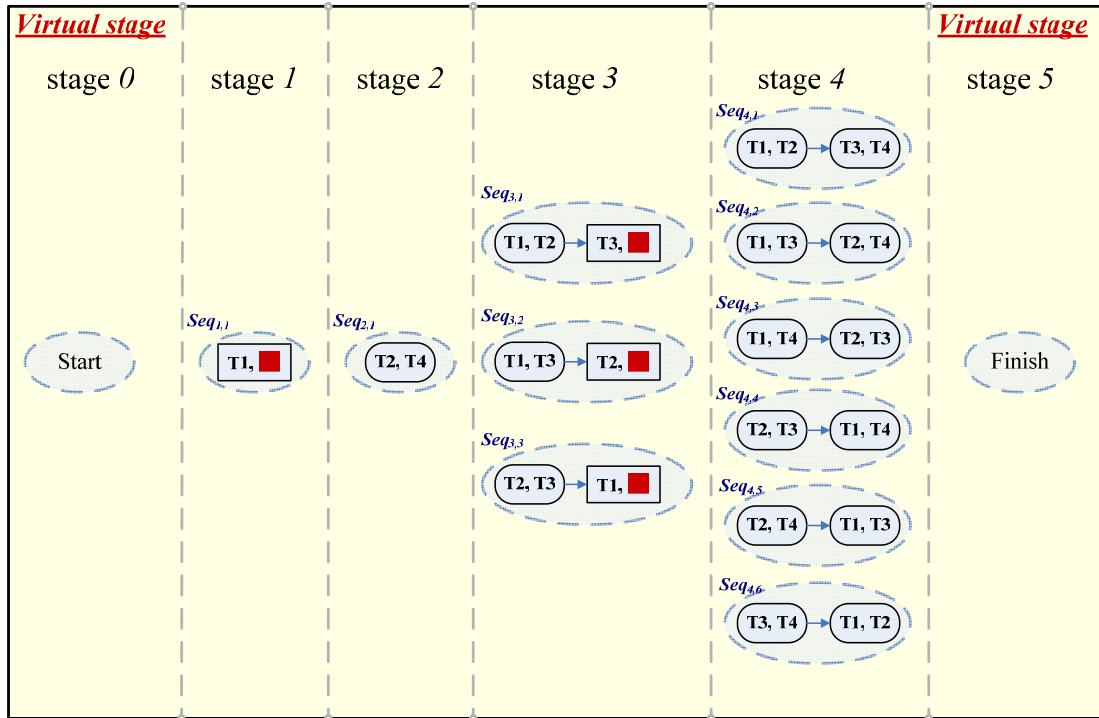 Virtual stage
Virtual stage
stage 0
stage 1
stage 2
stage 3
stage 4
stage 5
Start
Seq1,1
T1,
Seq2,1
T2, T4
Seq3,1
T1, T2
T3,
Seq3,2
T1, T3
T2,
Seq3,3
T2, T3
T1,
Seq4,1
T1, T2
T3, T4
Seq4,2
T1, T3
T2, T4
Seq4,3
T1, T4
T2, T3
Seq4,4
T2, T3
T1, T4
Seq4,5
T2, T4
T1, T3
Seq4,6
T3, T4
T1, T2
Finish